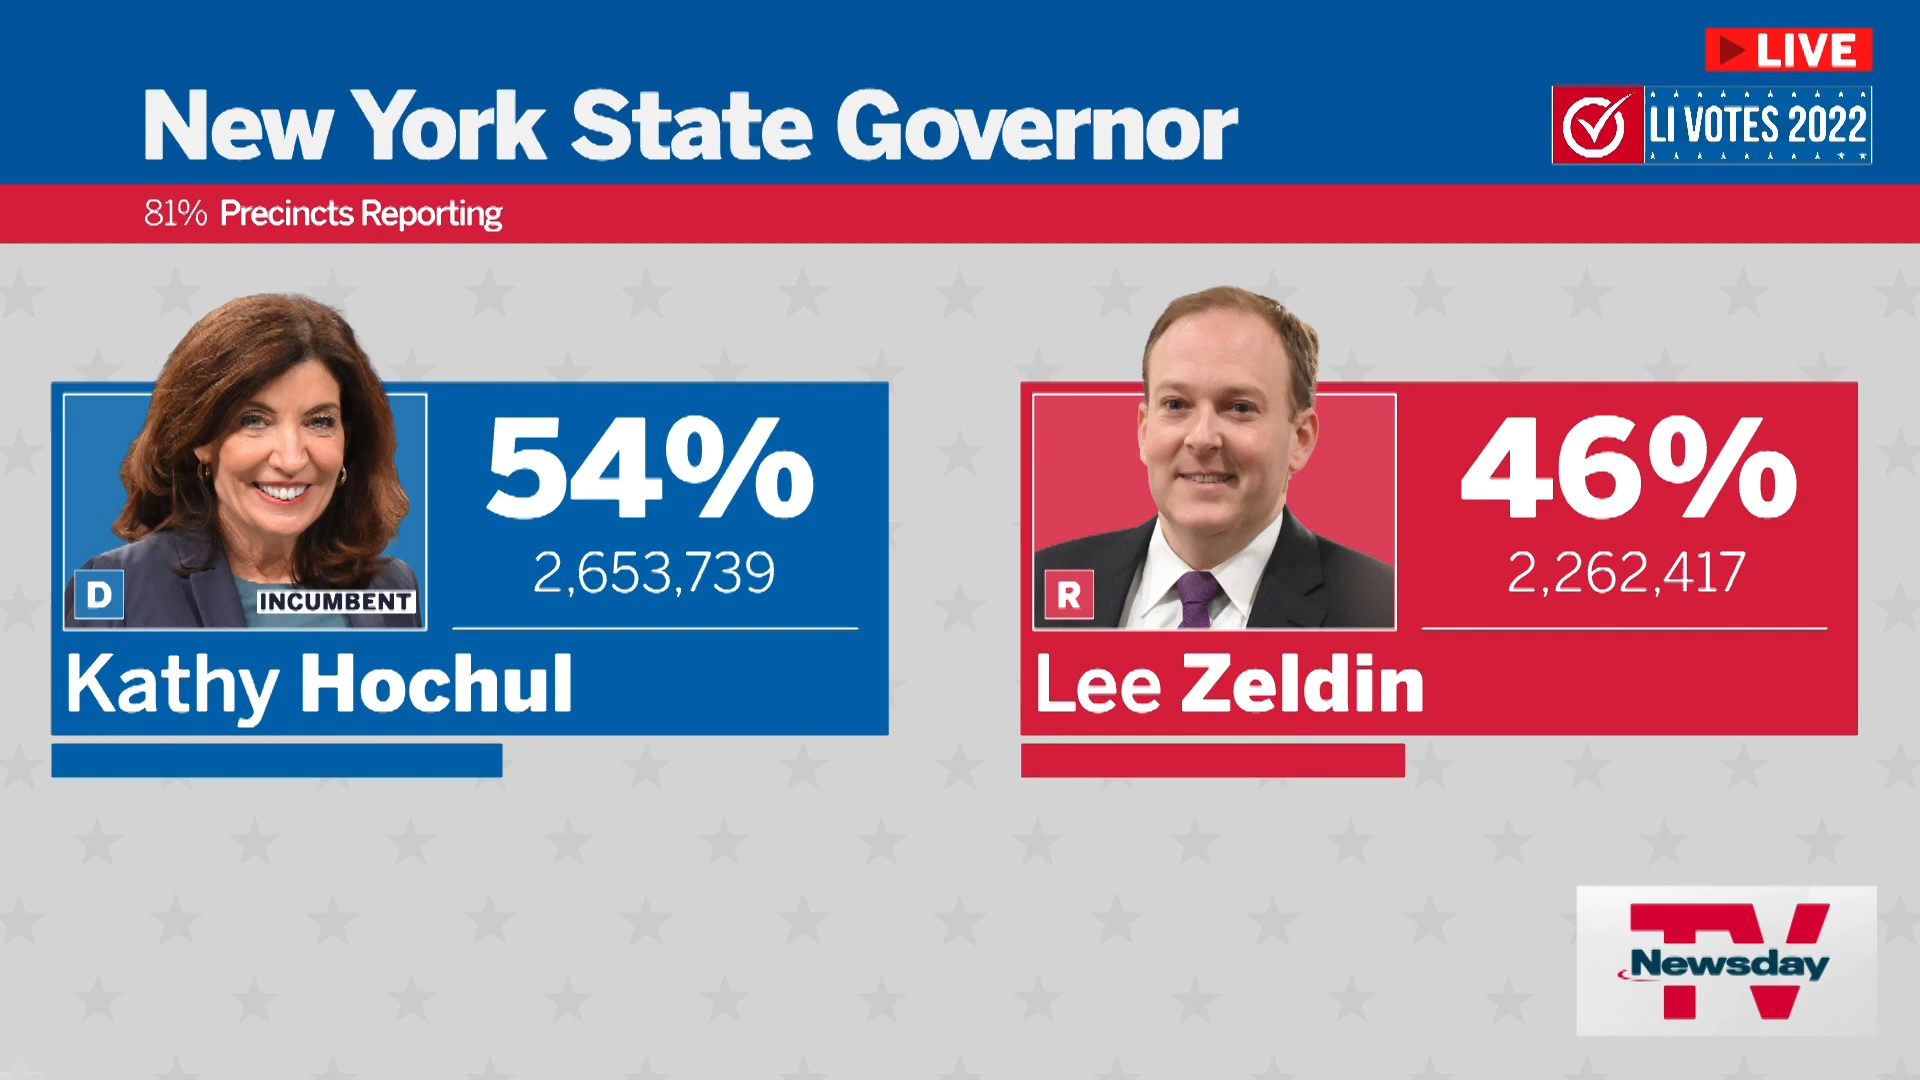 LIVE
New York State Governor
LI VOTES 2022
81% Precincts Reporting
54%
2,653,739
D
INCUMBENT
Kathy Hochul
46%
2,262,417
R
Lee Zeldin
TV
Newsday